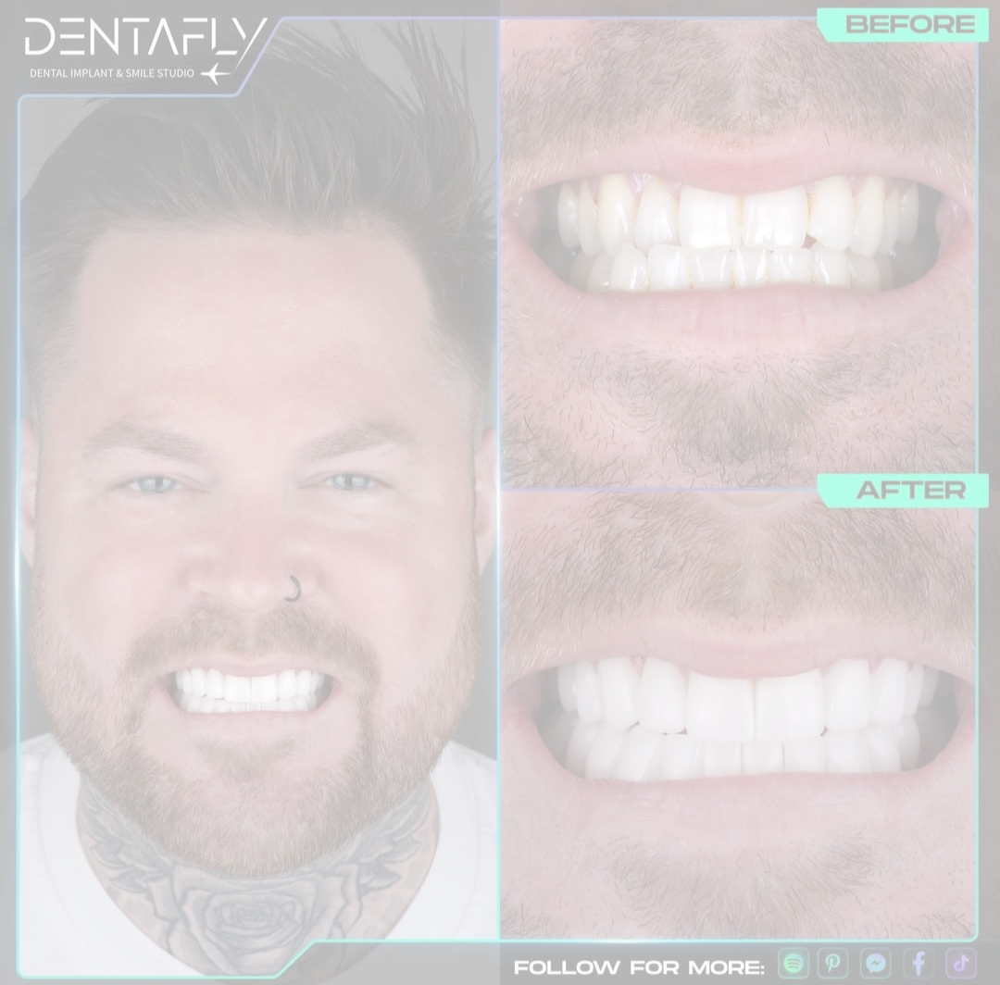 DENTAFLY
DENTAL IMPLANT & SMILE STUDIO
BEFORE
AFTER
FOLLOW FOR MORE: